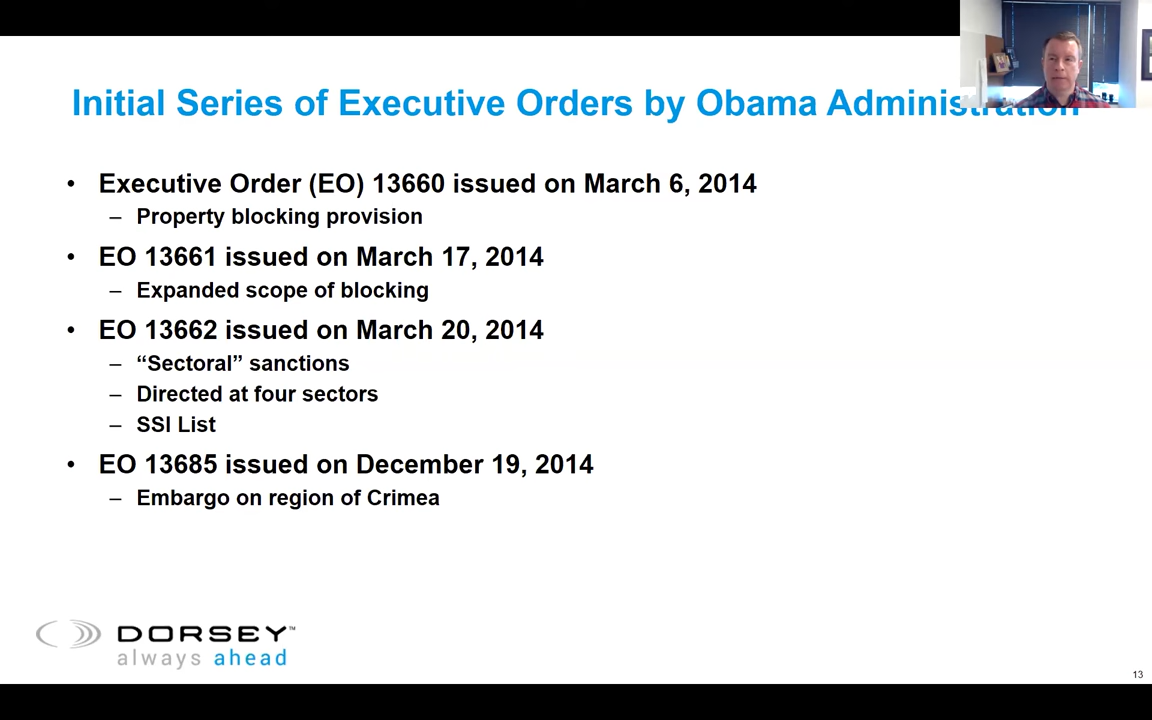 Initial Series of Executive Orders by Obama Administration
• Executive Order (EO) 13660 issued on March 6, 2014
– Property blocking provision
• EO 13661 issued on March 17, 2014
– Expanded scope of blocking
• EO 13662 issued on March 20, 2014
– “Sectoral” sanctions
– Directed at four sectors
– SSI List
• EO 13685 issued on December 19, 2014
– Embargo on region of Crimea
DORSEY™
always ahead
13